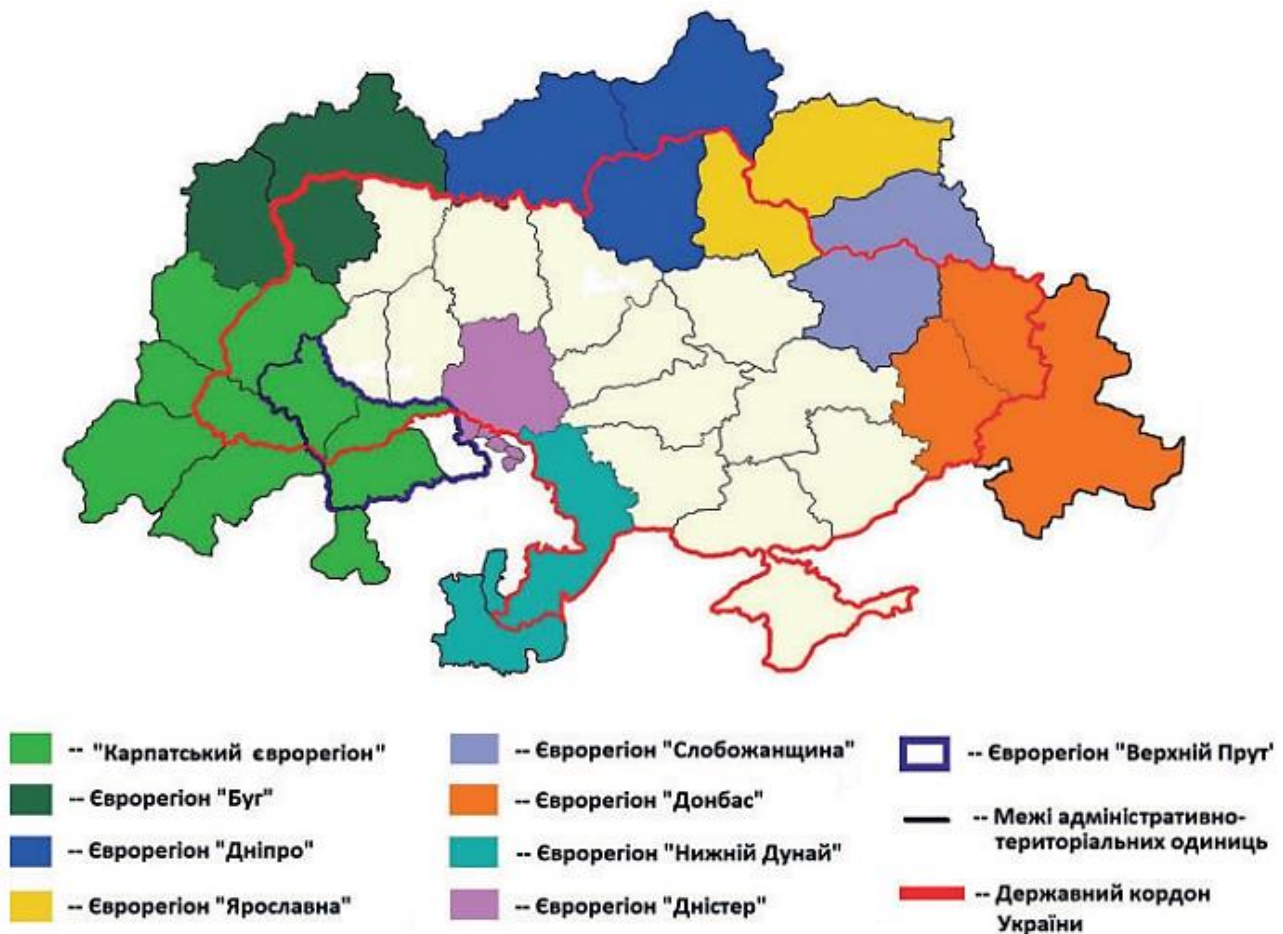 -- "Карпатський єврорегіон"
-- Єврорегіон "Буг"
-- Єврорегіон "Дніпро"
-- Єврорегіон "Ярославна"
-- Єврорегіон "Слобожанщина"
-- Єврорегіон "Донбас"
-- Єврорегіон "Нижній Дунай"
-- Єврорегіон "Дністер"
-- Єврорегіон "Верхній Прут'
-- Межі адміністративно-
територіальних одиниць
-- Державний кордон
України